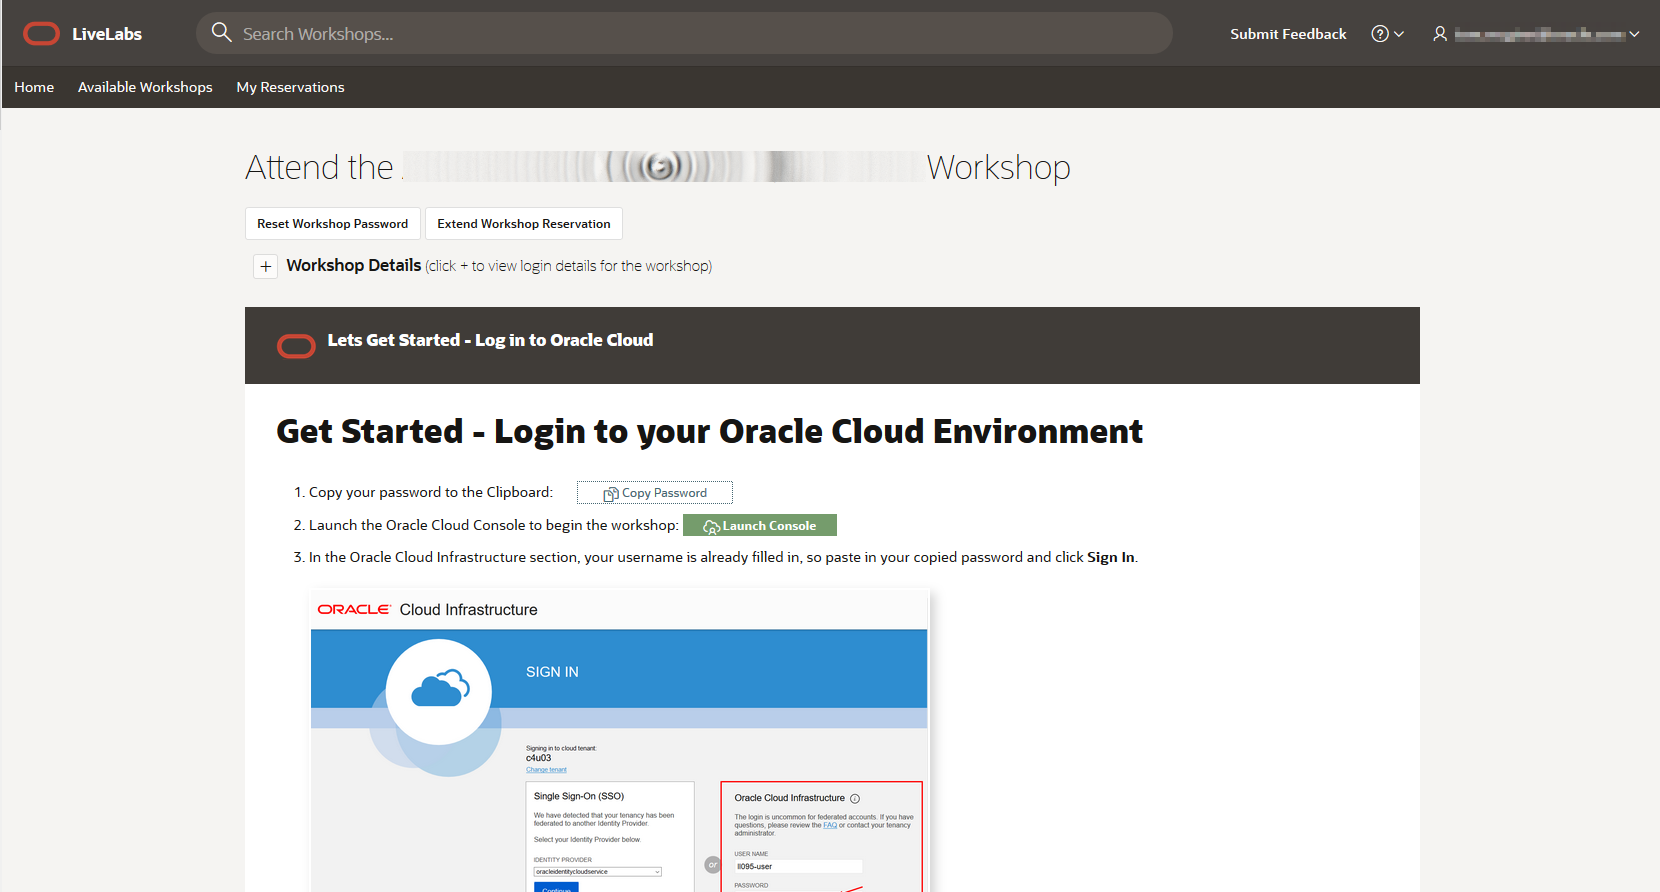 LiveLabs
Search Workshops...
Submit Feedback
Home Available Workshops My Reservations
Attend the Workshop
Reset Workshop Password Extend Workshop Reservation
+ Workshop Details (click + to view login details for the workshop)
Lets Get Started - Log in to Oracle Cloud
Get Started - Login to your Oracle Cloud Environment
1. Copy your password to the Clipboard: Copy Password
2. Launch the Oracle Cloud Console to begin the workshop: Launch Console
3. In the Oracle Cloud Infrastructure section, your username is already filled in, so paste in your copied password and click Sign In.
ORACLE Cloud Infrastructure
SIGN IN
Signing in to cloud tenant:
c4u03
Change tenant
Single Sign-On (SSO)
We have detected that your tenancy has been
federated to another Identity Provider.
Select your Identity Provider below.
IDENTITY PROVIDER
oracleidentitycloudservice
Continue
or
Oracle Cloud Infrastructure
The login is uncommon for federated accounts. If you have
questions, please review the FAQ or contact your tenancy
administrator.
USER NAME
ll095-user
PASSWORD